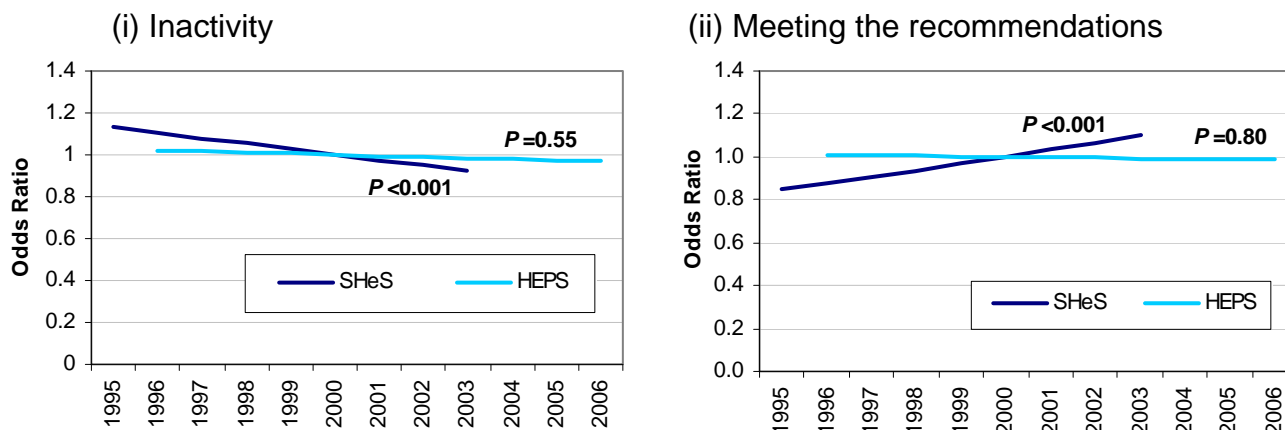 (i) Inactivity
Odds Ratio
1.4
1.2
1
0.8
0.6
0.4
0.2
0
P =0.55
P <0.001
SHeS HEPS
1995 1996 1997 1998 1999 2000 2001 2002 2003 2004 2005 2006
(ii) Meeting the recommendations
Odds Ratio
1.4
1.2
1.0
0.8
0.6
0.4
0.2
0.0
P <0.001
P =0.80
SHeS HEPS
1995 1996 1997 1998 1999 2000 2001 2002 2003 2004 2005 2006